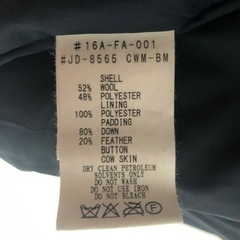 #16A-FA-001
#JD-8565 CWM-BM
SHELL
52% WOOL
48% POLYESTER
LINING
100% POLYESTER
PADDING
80% DOWN
20% FEATHER
BUTTON
COW SKIN
DRY CLEAN PETROLEUM
SOLVENTS ONLY
DO NOT WASH
DO NOT USE IRON
DO NOT BLEACH
F